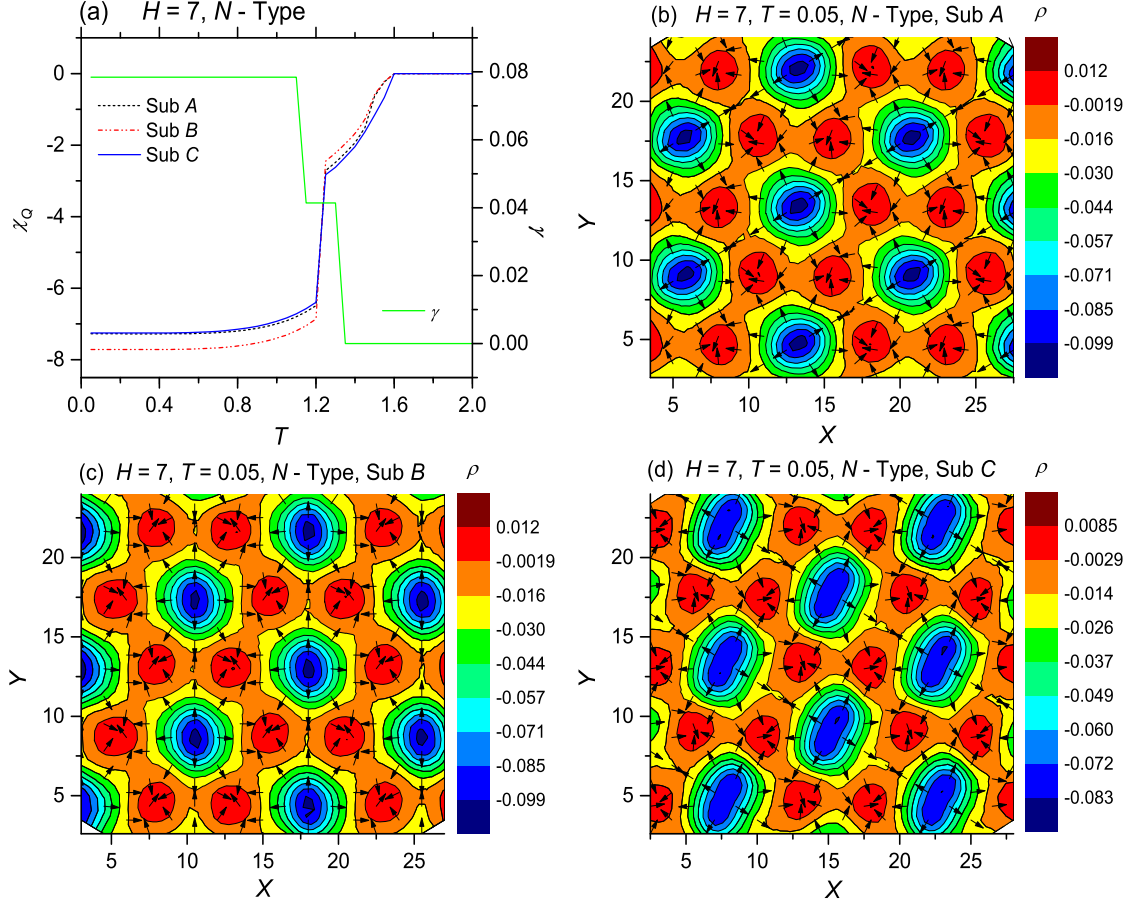 (a) H = 7, N - Type
0
-2
-4
-6
-8
χQ
0.08
0.06
0.04
0.02
0.00
γ
Sub A
Sub B
Sub C
γ
0.0 0.4 0.8 1.2 1.6 2.0
T
(b) H = 7, T = 0.05, N - Type, Sub A ρ
20
15
10
5
Y
5 10 15 20 25
X
0.012
-0.0019
-0.016
-0.030
-0.044
-0.057
-0.071
-0.085
-0.099
(c) H = 7, T = 0.05, N - Type, Sub B ρ
20
15
10
5
Y
5 10 15 20 25
X
0.012
-0.0019
-0.016
-0.030
-0.044
-0.057
-0.071
-0.085
-0.099
(d) H = 7, T = 0.05, N - Type, Sub C ρ
20
15
10
5
Y
5 10 15 20 25
X
0.0085
-0.0029
-0.014
-0.026
-0.037
-0.049
-0.060
-0.072
-0.083